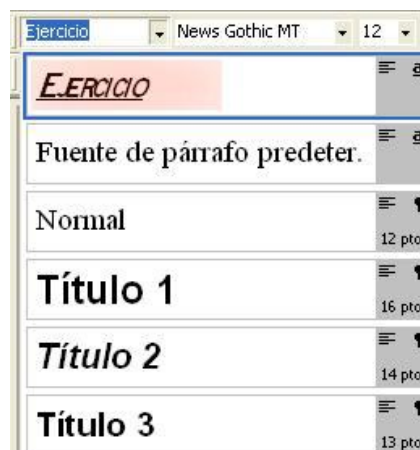 Ejercicio News Gothic MT 12
EJERCICIO
Fuente de párrafo predeter.
Normal
12 pto
Título 1
16 pto
Título 2
14 pto
Título 3
13 pto